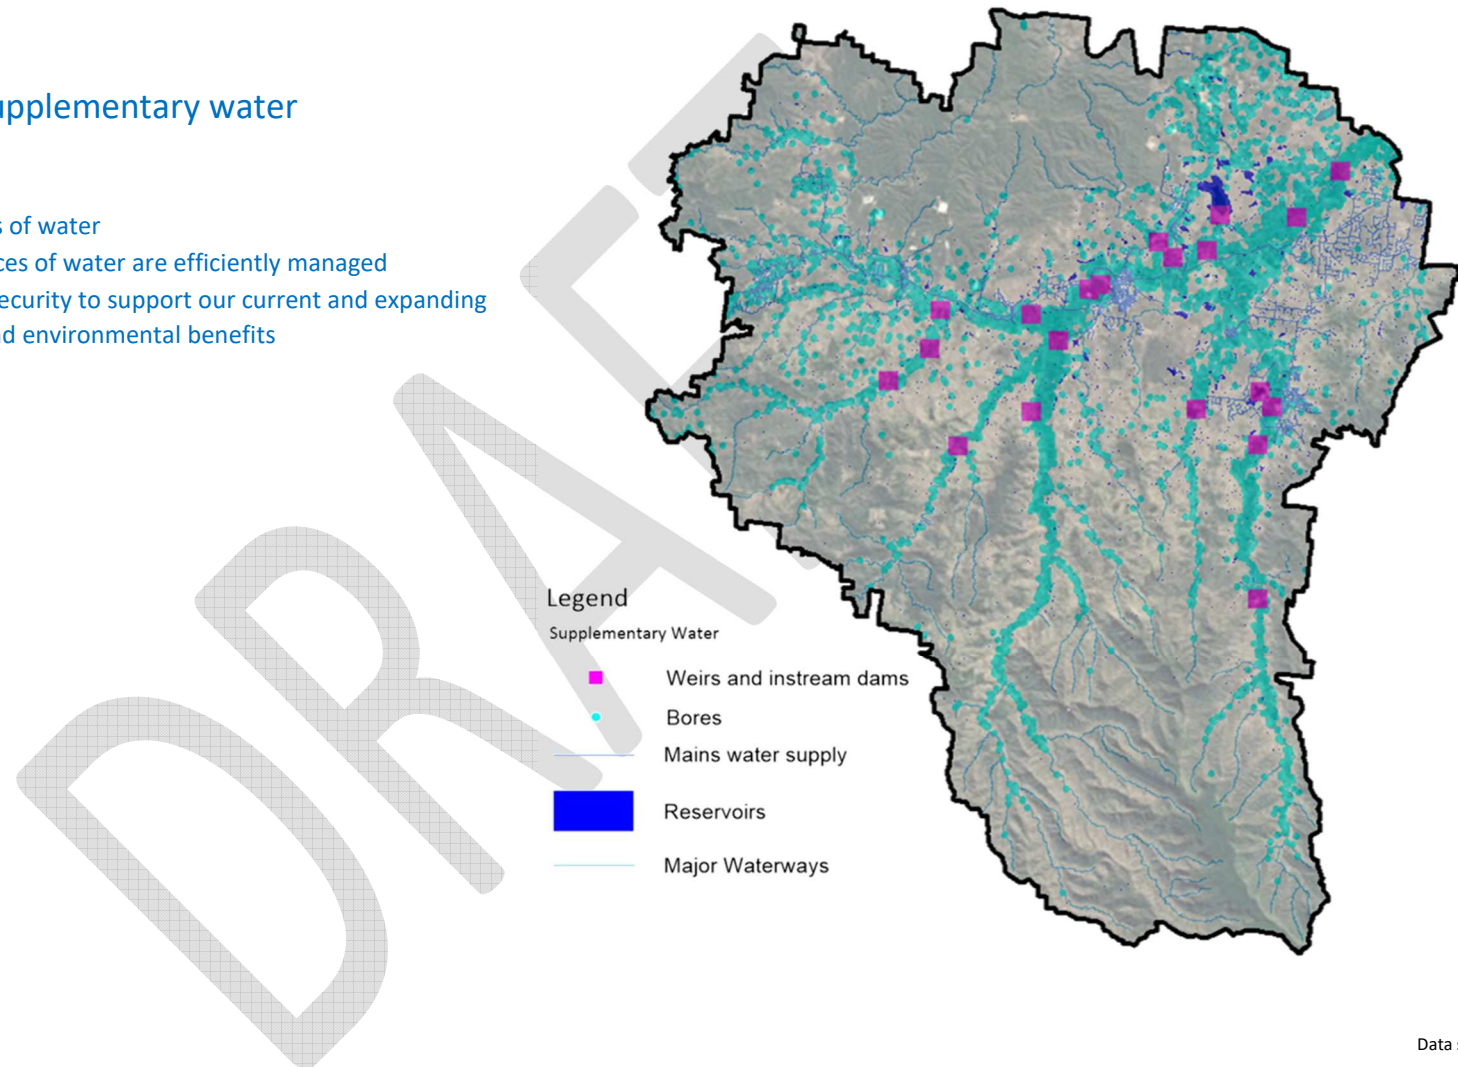 upplementary water
s of water
ces of water are efficiently managed
ecurity to support our current and expanding
d environmental benefits
DRAFT
Legend
Supplementary Water
Weirs and instream dams
Bores
Mains water supply
Reservoirs
Major Waterways
Data